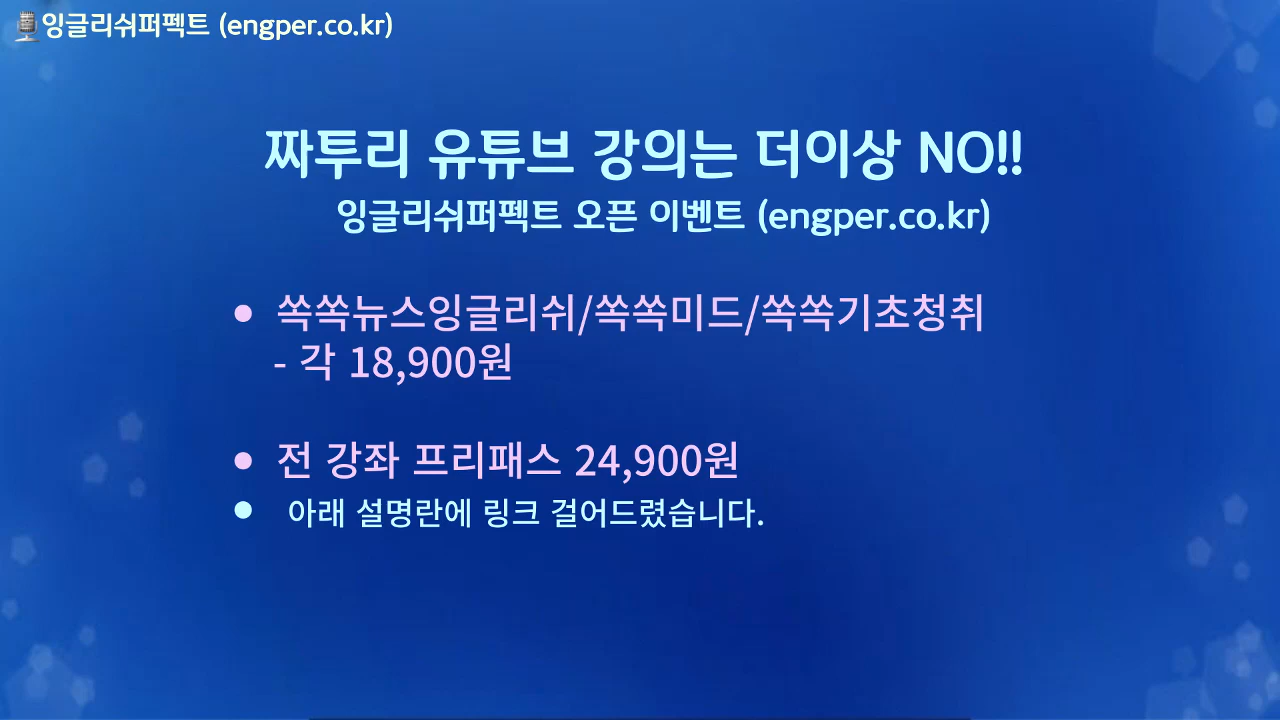 잉글리쉬퍼펙트 (engper.co.kr)
짜투리 유튜브 강의는 더이상 NO!!
잉글리쉬퍼펙트 오픈 이벤트 (engper.co.kr)
● 쏙쏙뉴스잉글리쉬/쏙쏙미드/쏙쏙기초청취
- 각 18,900원
● 전 강좌 프리패스 24,900원
● 아래 설명란에 링크 걸어드렸습니다.